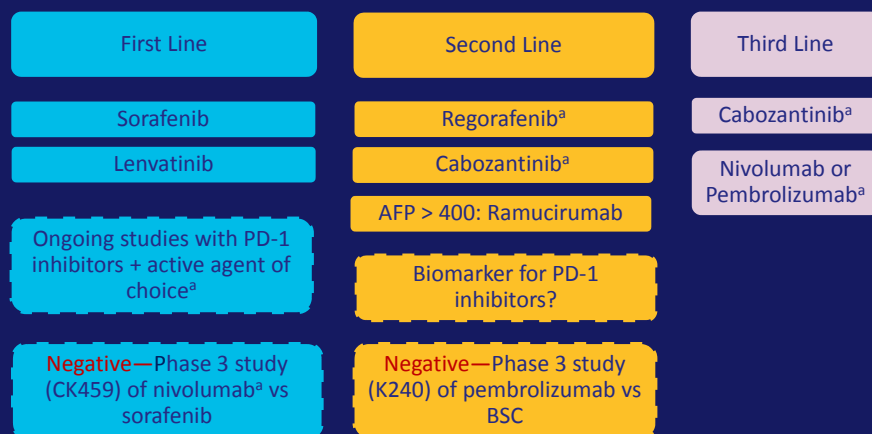 First Line
Sorafenib
Lenvatinib
Ongoing studies with PD-1
inhibitors + active agent of
choiceᵃ
Negative—Phase 3 study
(CK459) of nivolumabᵃ vs
sorafenib
Second Line
Regorafenibᵃ
Cabozantinibᵃ
AFP > 400: Ramucirumab
Biomarker for PD-1
inhibitors?
Negative—Phase 3 study
(K240) of pembrolizumab vs
BSC
Third Line
Cabozantinibᵃ
Nivolumab or
Pembrolizumabᵃ